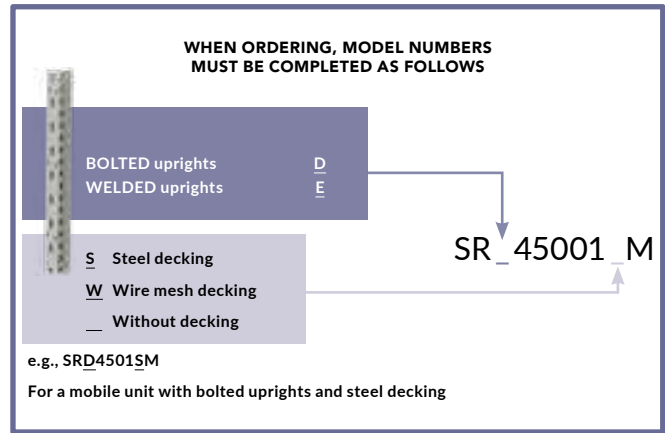 WHEN ORDERING, MODEL NUMBERS
MUST BE COMPLETED AS FOLLOWS
BOLTED uprights D
WELDED uprights E
SR_45001_M
S Steel decking
W Wire mesh decking
__ Without decking
e.g., SRD4501SM
For a mobile unit with bolted uprights and steel decking